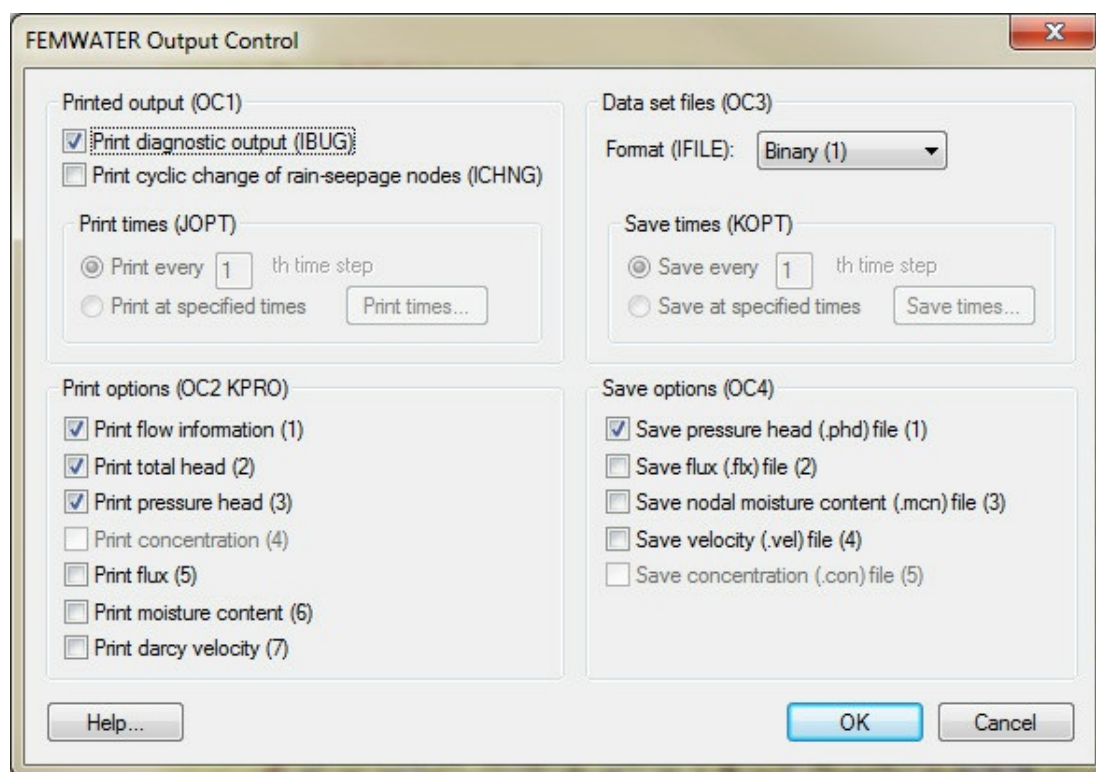 FEMWATER Output Control
Printed output (OC1)
Print diagnostic output (IBUG)
Print cyclic change of rain-seepage nodes (ICHNG)
Print times (JOPT)
Print every 1 th time step
Print at specified times Print times...
Data set files (OC3)
Format (IFILE): Binary (1)
Save times (KOPT)
Save every 1 th time step
Save at specified times Save times...
Print options (OC2 KPRO)
Print flow information (1)
Print total head (2)
Print pressure head (3)
Print concentration (4)
Print flux (5)
Print moisture content (6)
Print darcy velocity (7)
Save options (OC4)
Save pressure head (.phd) file (1)
Save flux (.flx) file (2)
Save nodal moisture content (.mcn) file (3)
Save velocity (.vel) file (4)
Save concentration (.con) file (5)
Help... OK Cancel